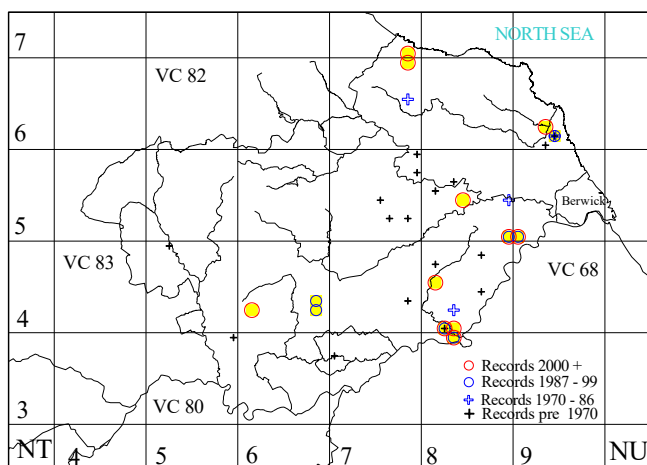 7
NORTH SEA
VC 82
6
Berwick
5
VC 83
VC 68
4
Records 2000 +
Records 1987 - 99
VC 80
Records 1970 - 86
Records pre 1970
3
NT 4 5 6 7 8 9 NU